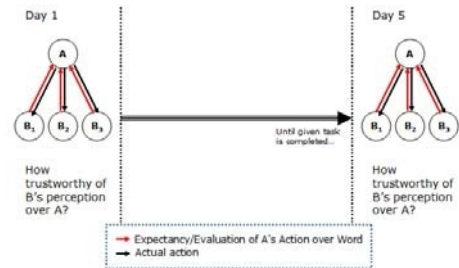 Day 1
Day 5
A
A
B1
B2
B3
B1
B2
B3
Until given task
is completed...
How
trustworthy of
B's perception
over A?
How
trustworthy of
B's perception
over A?
Expectancy/Evaluation of A's Action over Word
Actual action